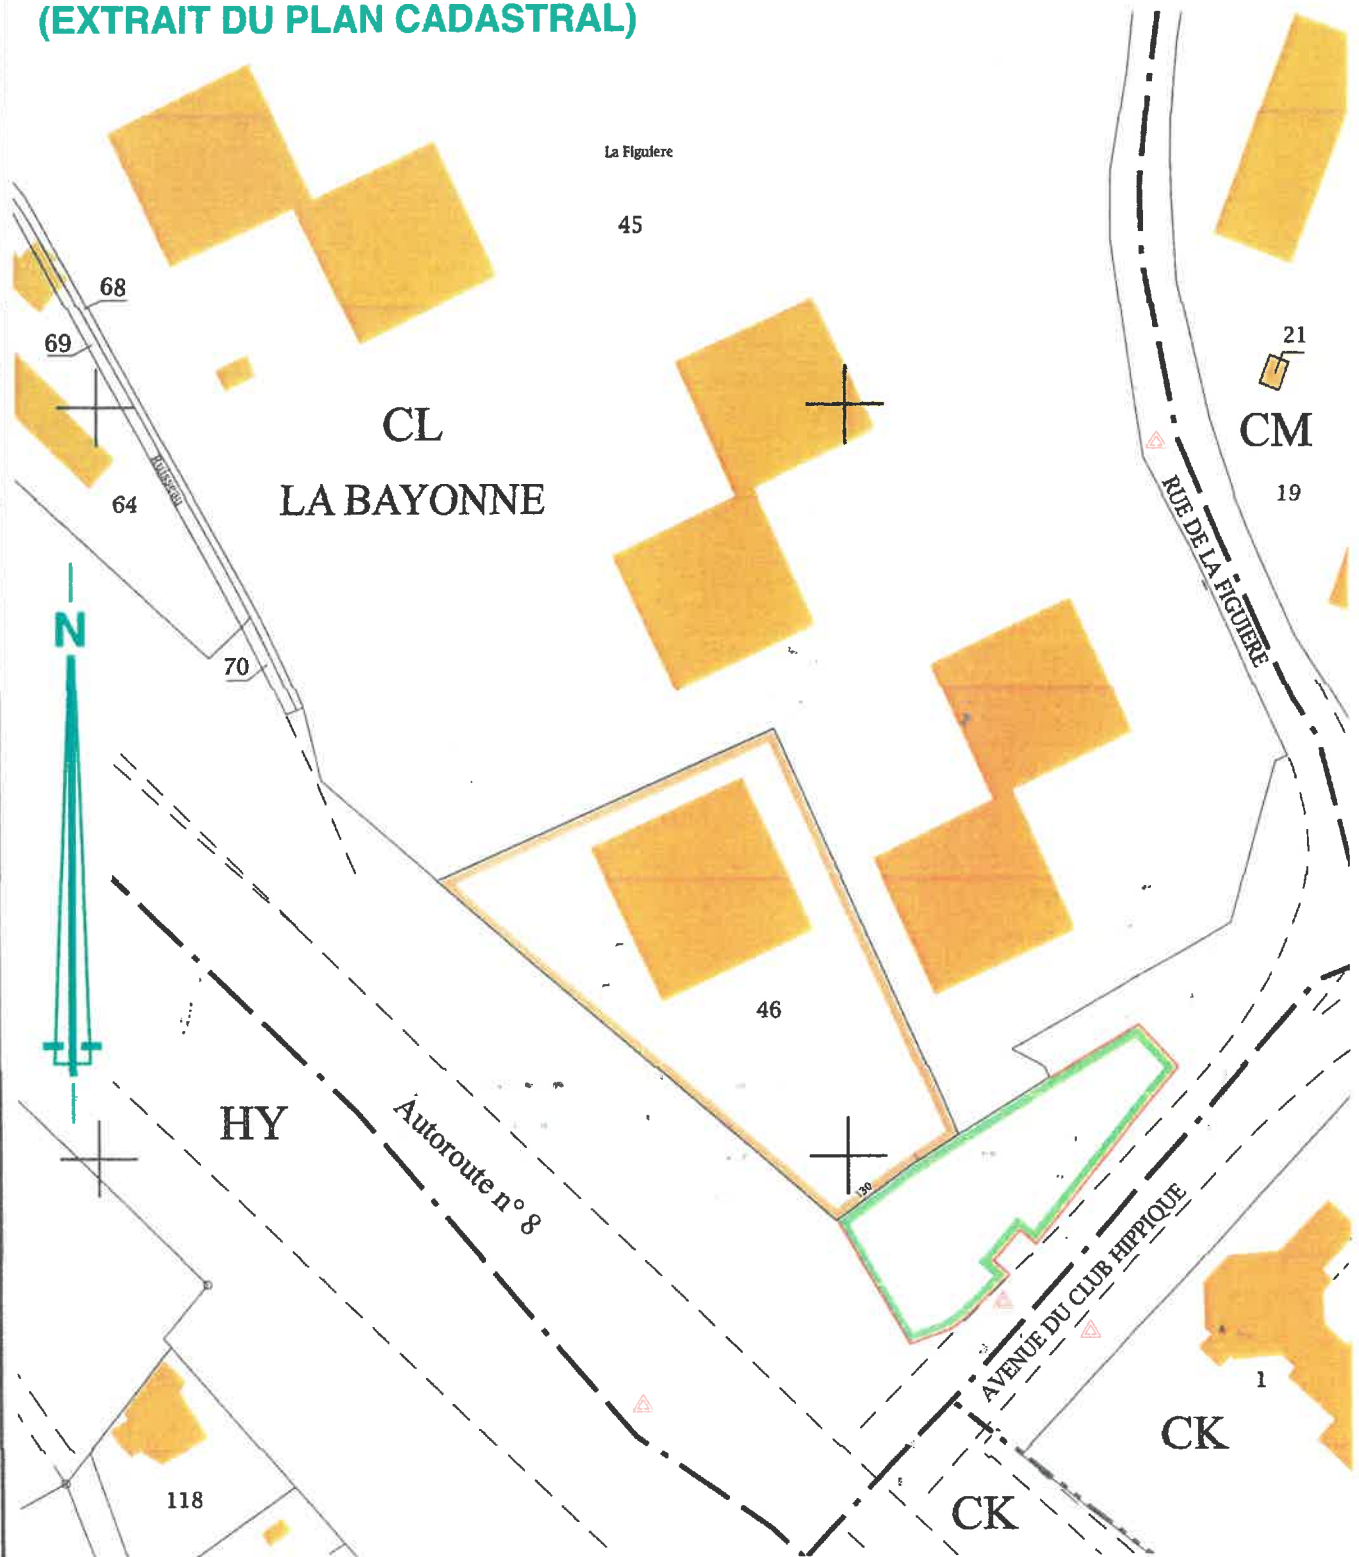 (EXTRAIT DU PLAN CADASTRAL)
La Figuiere
45
68
69
21
CL
CM
LA BAYONNE
Ruisseau
64
19
RUE DE LA FIGUIERE
N
70
46
HY
Autoroute n° 8
130
AVENUE DU CLUB HIPPIQUE
1
CK
118
CK